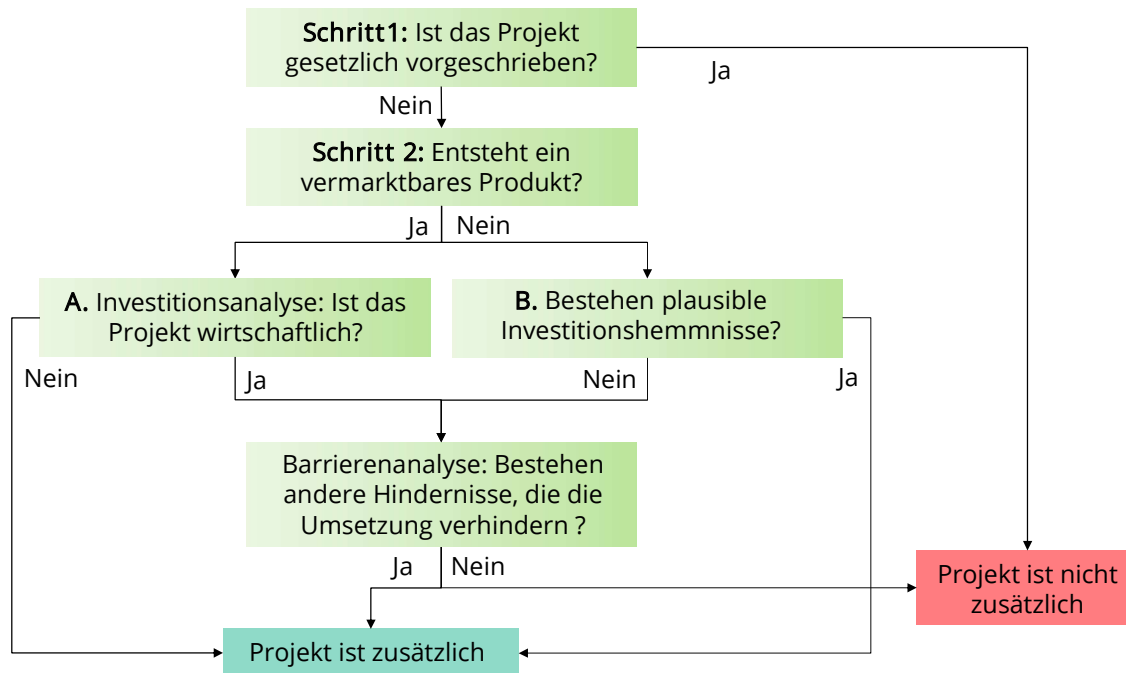 Schritt1: Ist das Projekt
gesetzlich vorgeschrieben?
Ja
Nein
Schritt 2: Entsteht ein
vermarktbares Produkt?
Ja
Nein
A. Investitionsanalyse: Ist das
Projekt wirtschaftlich?
B. Bestehen plausible
Investitionshemmnisse?
Nein
Ja
Nein
Ja
Barrierenanalyse: Bestehen
andere Hindernisse, die die
Umsetzung verhindern ?
Ja
Nein
Projekt ist nicht
zusätzlich
Projekt ist zusätzlich